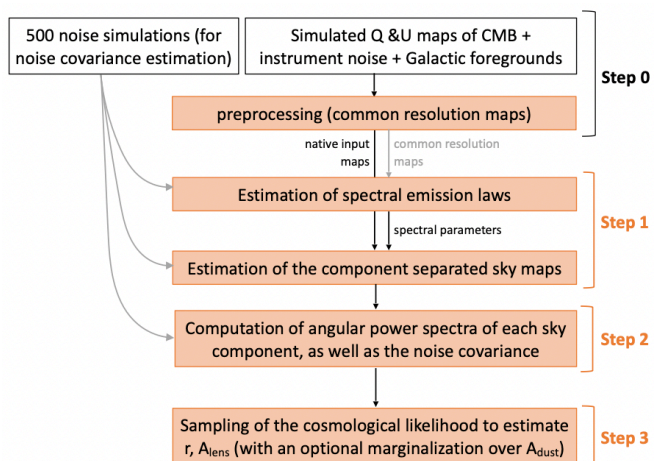 500 noise simulations (for
noise covariance estimation)
Simulated Q &U maps of CMB +
instrument noise + Galactic foregrounds
Step 0
preprocessing (common resolution maps)
native input
maps
common resolution
maps
Estimation of spectral emission laws
Step 1
spectral parameters
Estimation of the component separated sky maps
Computation of angular power spectra of each sky
component, as well as the noise covariance
Step 2
Sampling of the cosmological likelihood to estimate
r, Alens (with an optional marginalization over Adust)
Step 3